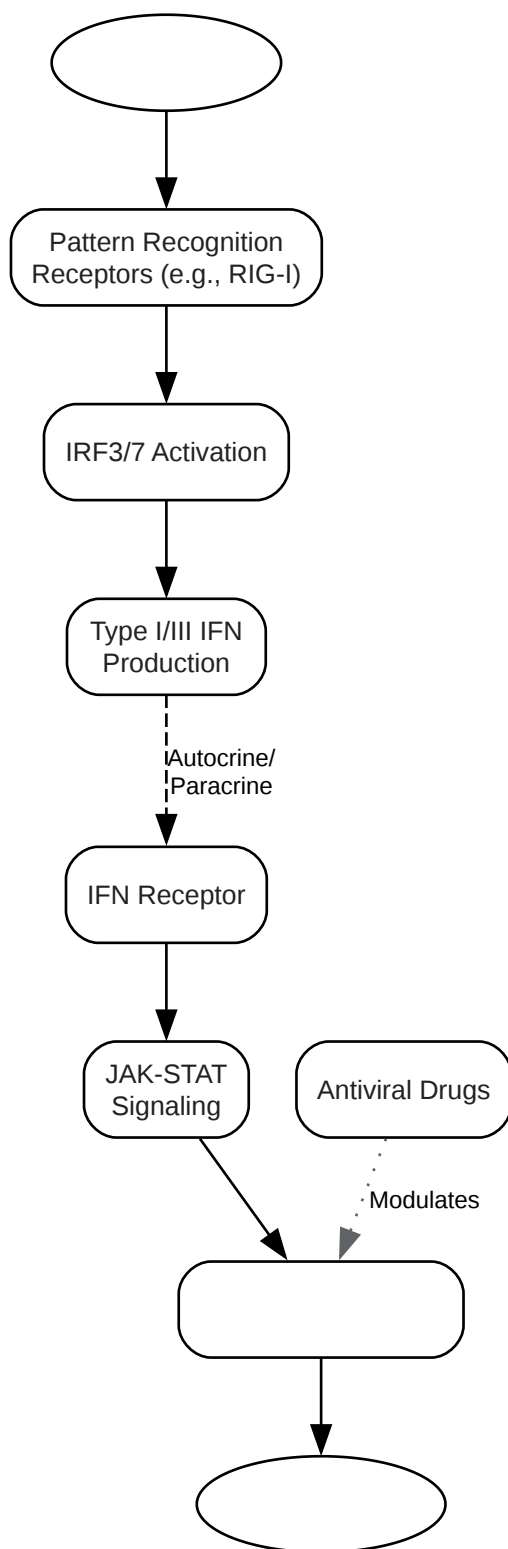 Pattern Recognition
Receptors (e.g., RIG-I)
IRF3/7 Activation
Type I/III IFN
Production
Autocrine/
Paracrine
IFN Receptor
JAK-STAT
Signaling
Antiviral Drugs
Modulates